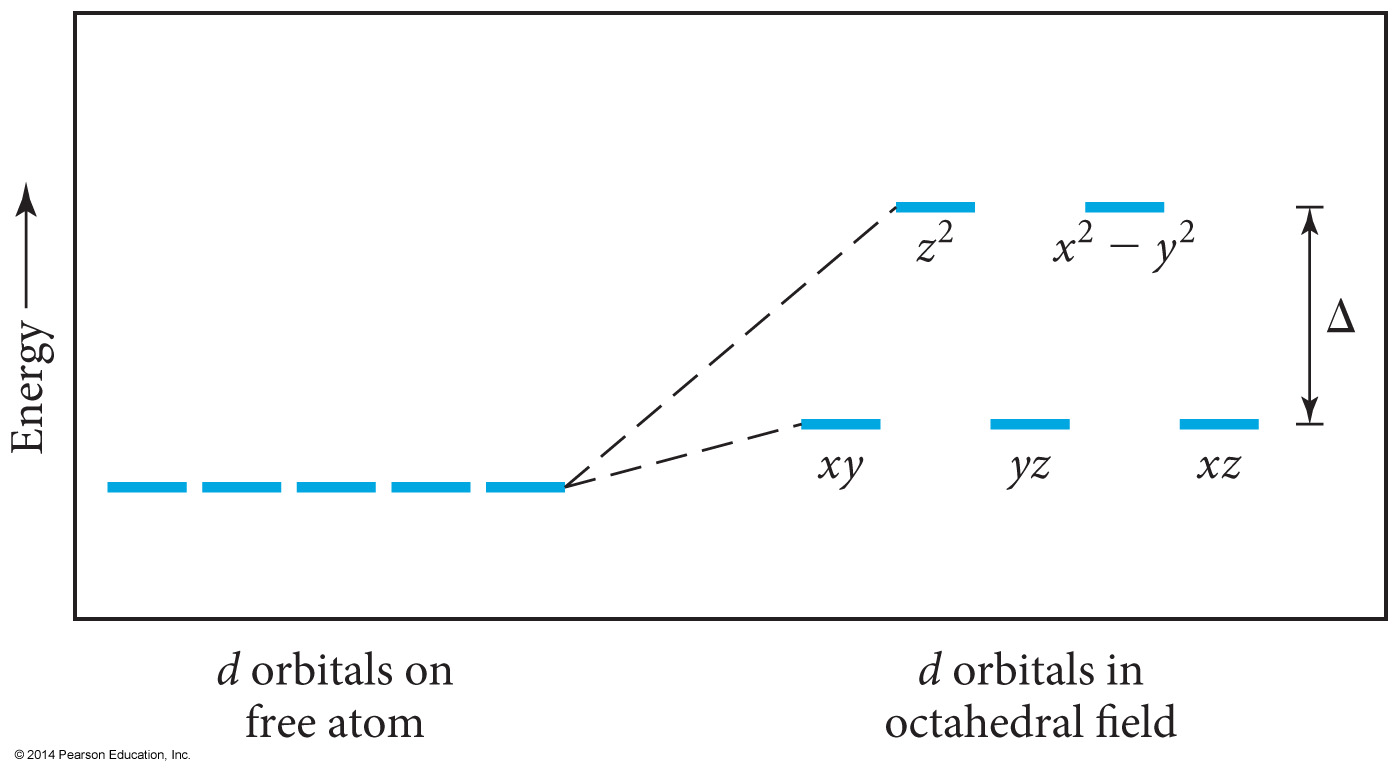 Energy
z²
x² − y²
Δ
xy
yz
xz
d orbitals on
free atom
d orbitals in
octahedral field
© 2014 Pearson Education, Inc.